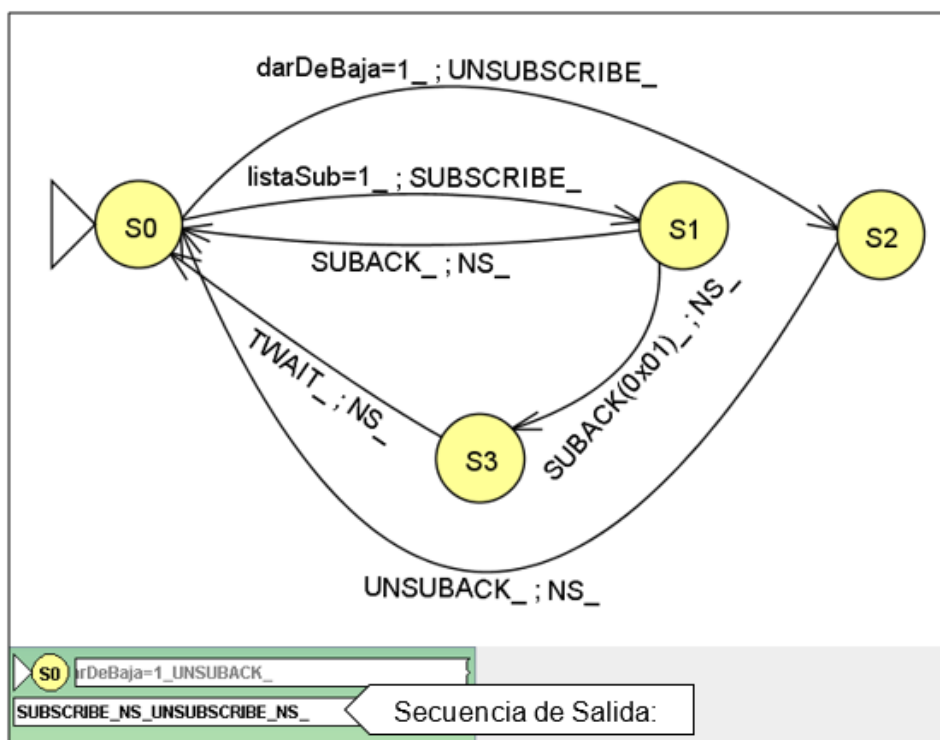 darDeBaja=1_ ; UNSUBSCRIBE_
listaSub=1_ ; SUBSCRIBE_
S0
S1
S2
SUBACK_ ; NS_
TWAIT_ ; NS_
SUBACK(0x01)_ ; NS_
S3
UNSUBACK_ ; NS_
S0
rDeBaja=1_UNSUBACK_
SUBSCRIBE_NS_UNSUBSCRIBE_NS_
Secuencia de Salida: